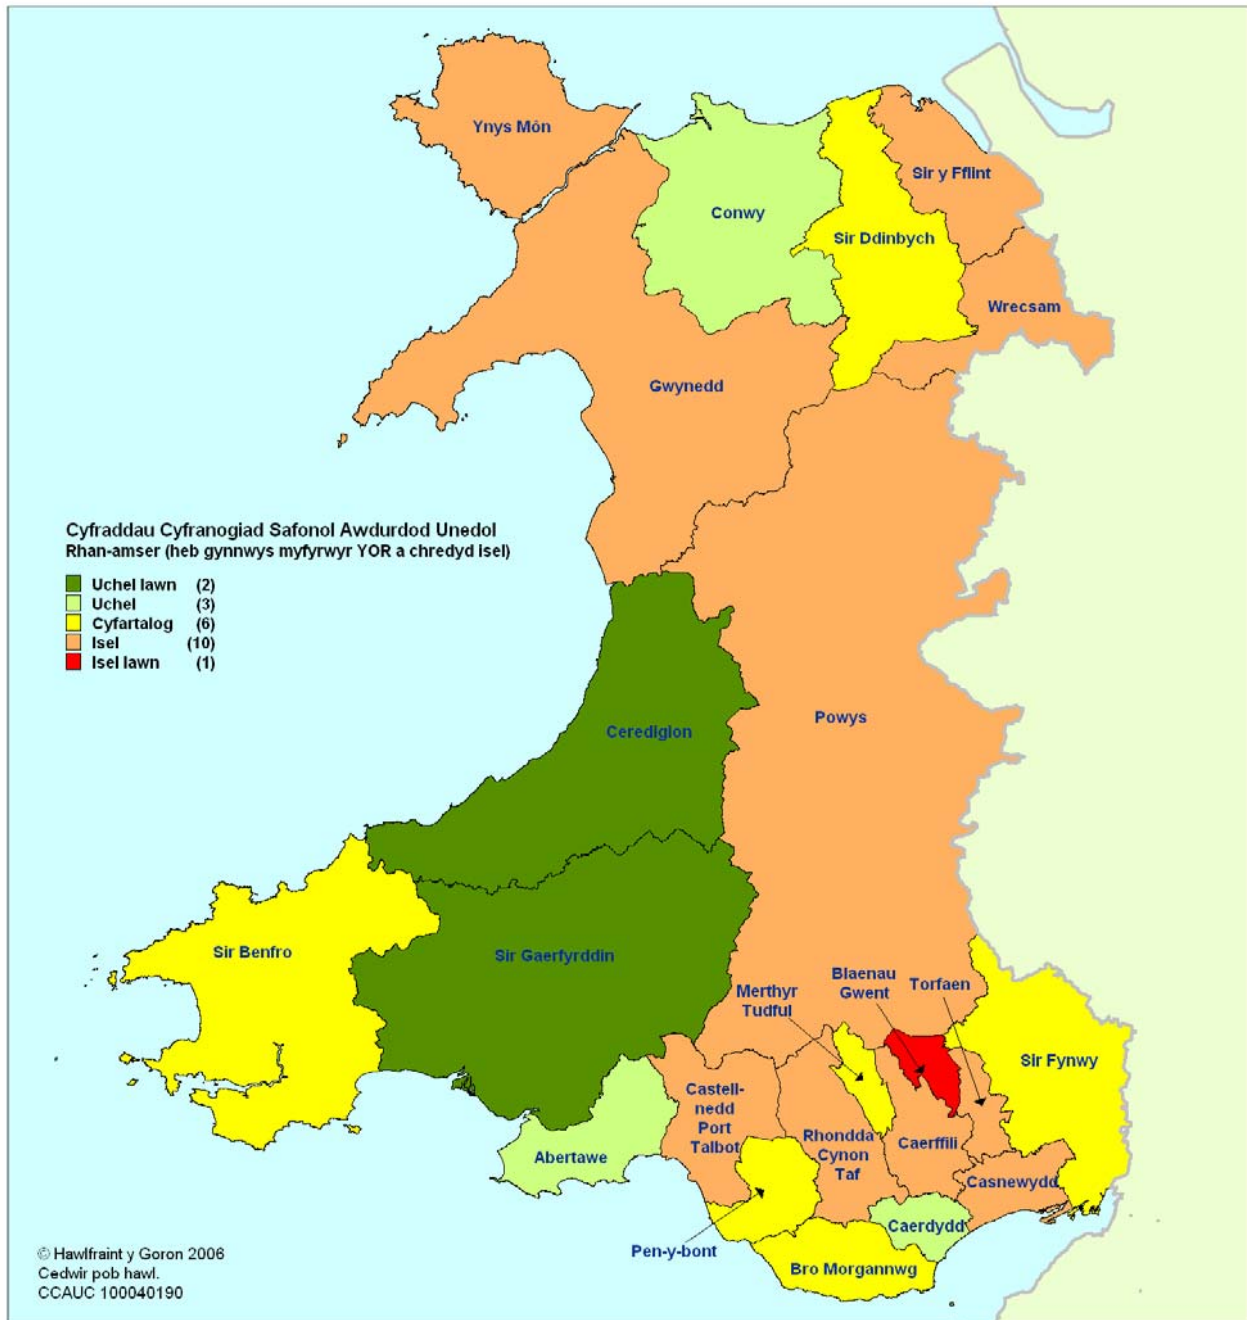 Ynys Môn
Sir y Fflint
Conwy
Sir Ddinbych
Wrecsam
Gwynedd
Cyfraddau Cyfranogiad Safonol Awdurdod Unedol
Rhan-amser (heb gynnwys myfyrwyr YOR a chredyd isel)
Uchel lawn (2)
Uchel (3)
Cyfartalog (6)
Isel (10)
Isel lawn (1)
Powys
Ceredigion
Sir Benfro
Sir Gaerfyrddin
Merthyr
Tudful
Blaenau
Gwent
Torfaen
Sir Fynwy
Castell-
nedd
Port
Talbot
Rhondda
Cynon
Taf
Caerffili
Abertawe
Casnewydd
Caerdydd
Pen-y-bont
Bro Morgannwg
© Hawlfraint y Goron 2006
Cedwir pob hawl.
CCAUC 100040190